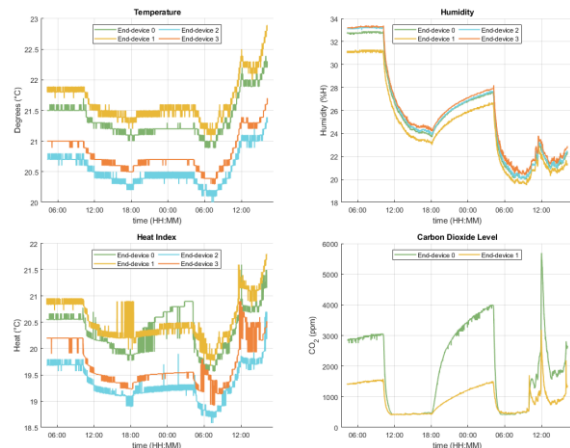 Temperature
End-device 0 End-device 2
End-device 1 End-device 3
Degrees (°C)
23
22.5
22
21.5
21
20.5
20
06:00 12:00 18:00 00:00 06:00 12:00
time (HH:MM)
Humidity
End-device 0 End-device 2
End-device 1 End-device 3
Humidity (%H)
34
32
30
28
26
24
22
20
18
06:00 12:00 18:00 00:00 06:00 12:00
time (HH:MM)
Heat Index
End-device 0 End-device 2
End-device 1 End-device 3
Heat (°C)
22
21.5
21
20.5
20
19.5
19
18.5
06:00 12:00 18:00 00:00 06:00 12:00
time (HH:MM)
Carbon Dioxide Level
End-device 0 End-device 1
CO2 (ppm)
6000
5000
4000
3000
2000
1000
0
06:00 12:00 18:00 00:00 06:00 12:00
time (HH:MM)